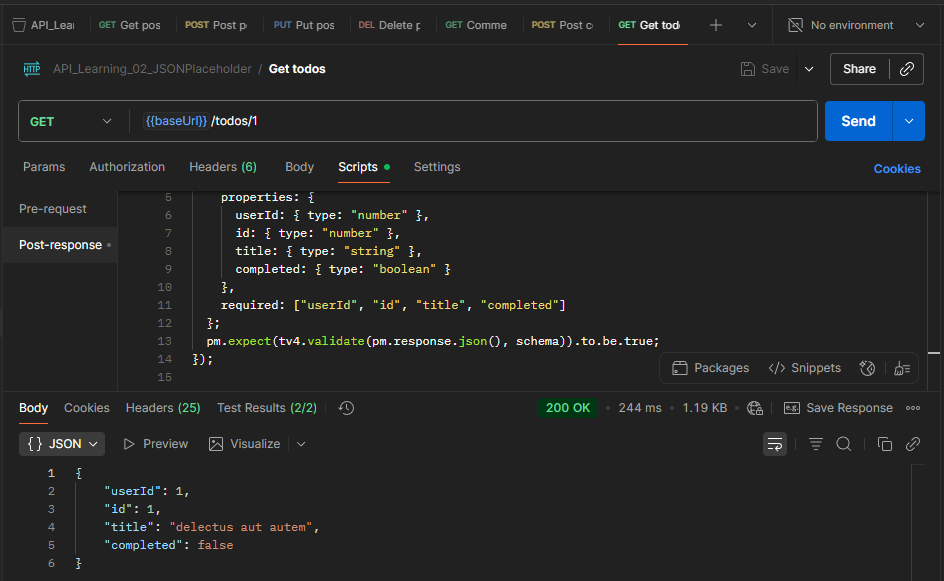 API_Lear GET Get pos POST Post p PUT Put pos DEL Delete p GET Comme POST Post c GET Get tod No environment
HTTP API_Learning_02_JSONPlaceholder / Get todos Save Share
GET {{baseUrl}} /todos/1 Send
Params Authorization Headers (6) Body Scripts Settings Cookies
Pre-request
Post-response
5 properties: {
6 userId: { type: "number" },
7 id: { type: "number" },
8 title: { type: "string" },
9 completed: { type: "boolean" }
10 },
11 required: ["userId", "id", "title", "completed"]
12 };
13 pm.expect(tv4.validate(pm.response.json(), schema)).to.be.true;
14 });
15
Packages </> Snippets
Body Cookies Headers (25) Test Results (2/2) 200 OK • 244 ms • 1.19 KB • e.g. Save Response
{} JSON Preview Visualize
1 {
2 "userId": 1,
3 "id": 1,
4 "title": "delectus aut autem",
5 "completed": false
6 }